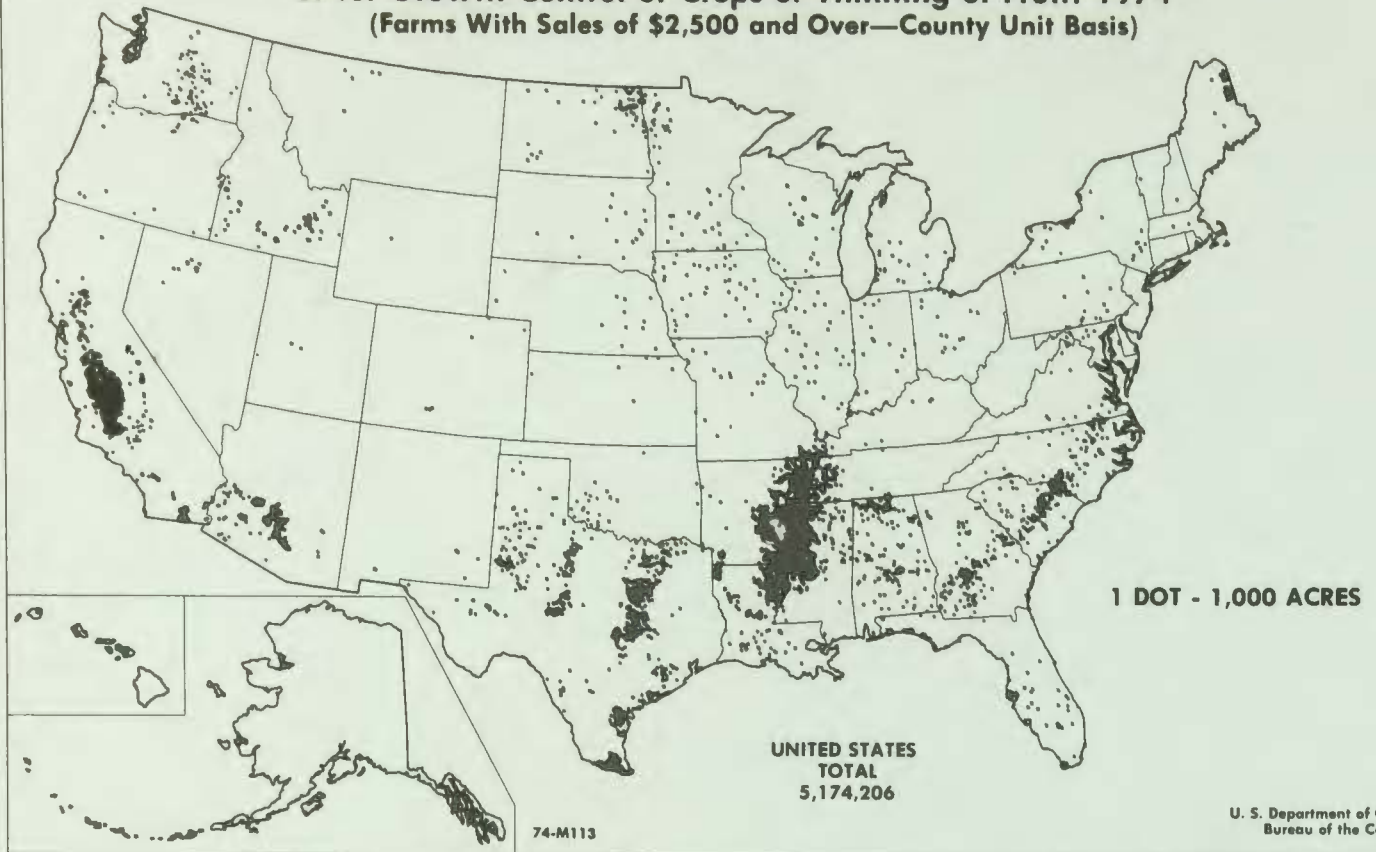 (Farms With Sales of $2,500 and Over—County Unit Basis)
1 DOT - 1,000 ACRES
UNITED STATES
TOTAL
5,174,206
74-M113
U. S. Department of
Bureau of the